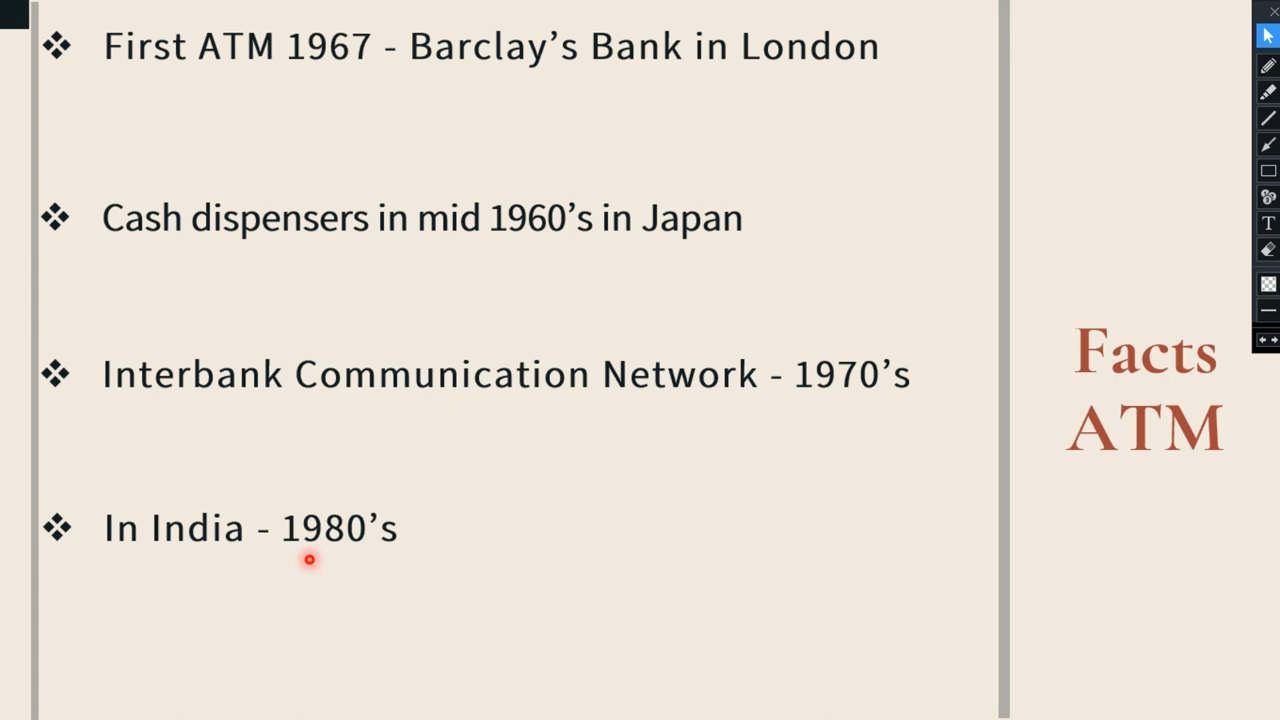 First ATM 1967 - Barclay’s Bank in London
Cash dispensers in mid 1960’s in Japan
Interbank Communication Network - 1970’s
In India - 1980’s
Facts
ATM